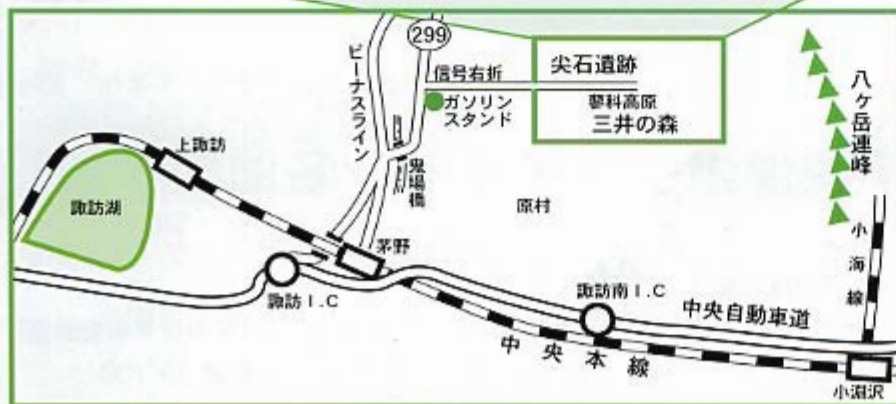 299
ビーナスライン
信号右折
尖石遺跡
ガソリン
スタンド
蓼科高原
三井の森
八ヶ岳連峰
上諏訪
鬼場橋
諏訪湖
原村
小海線
茅野
諏訪I.C
諏訪南I.C
中央自動車道
中央本線
小淵沢